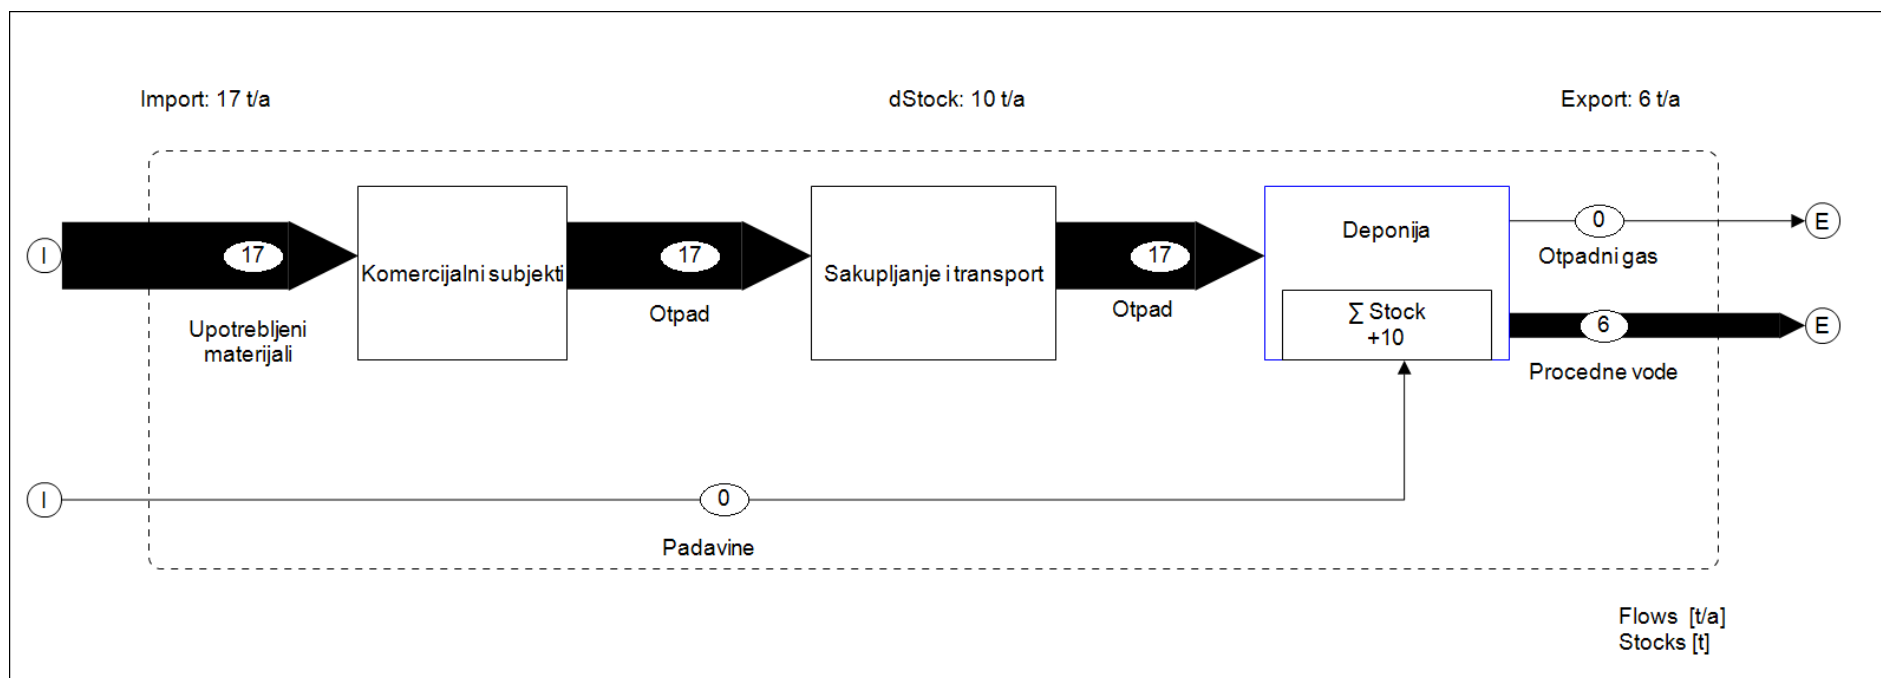 Import: 17 t/a
dStock: 10 t/a
Export: 6 t/a
I
17
Upotrebljeni
materijali
Komercijalni subjekti
17
Otpad
Sakupljanje i transport
17
Otpad
Deponija
∑ Stock
+10
0
E
Otpadni gas
6
E
Procedne vode
I
0
Padavine
Flows [t/a]
Stocks [t]